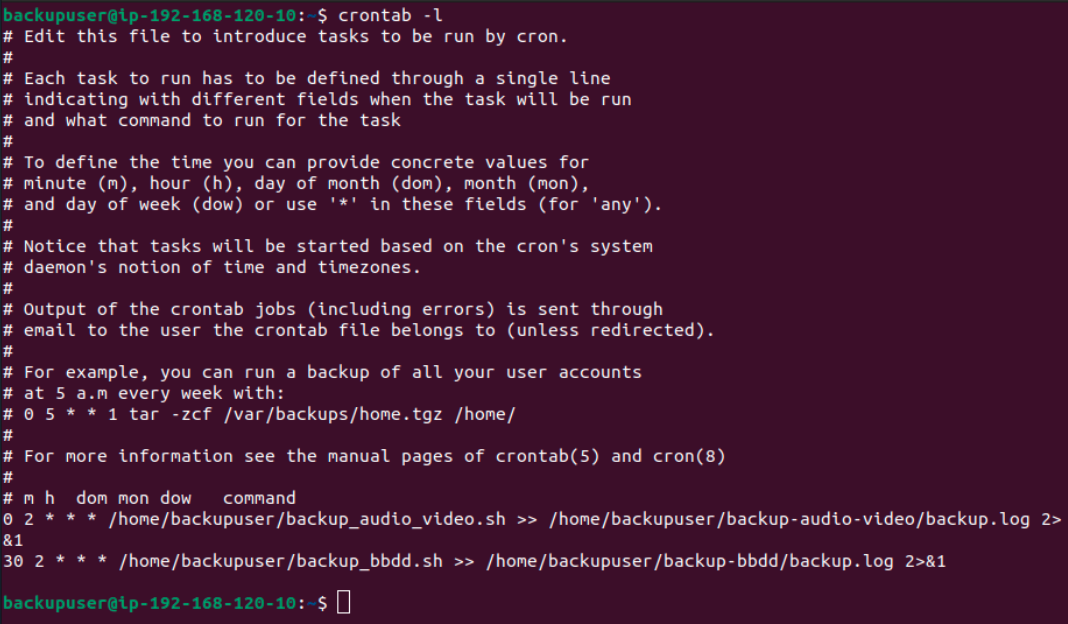 backupuser@ip-192-168-120-10:~$ crontab -l
# Edit this file to introduce tasks to be run by cron.
#
# Each task to run has to be defined through a single line
# indicating with different fields when the task will be run
# and what command to run for the task
#
# To define the time you can provide concrete values for
# minute (m), hour (h), day of month (dom), month (mon),
# and day of week (dow) or use '*' in these fields (for 'any').
#
# Notice that tasks will be started based on the cron's system
# daemon's notion of time and timezones.
#
# Output of the crontab jobs (including errors) is sent through
# email to the user the crontab file belongs to (unless redirected).
#
# For example, you can run a backup of all your user accounts
# at 5 a.m every week with:
# 0 5 * * 1 tar -zcf /var/backups/home.tgz /home/
#
# For more information see the manual pages of crontab(5) and cron(8)
#
# m h  dom mon dow   command
0 2 * * * /home/backupuser/backup_audio_video.sh >> /home/backupuser/backup-audio-video/backup.log 2>
&1
30 2 * * * /home/backupuser/backup_bbdd.sh >> /home/backupuser/backup-bbdd/backup.log 2>&1
backupuser@ip-192-168-120-10:~$